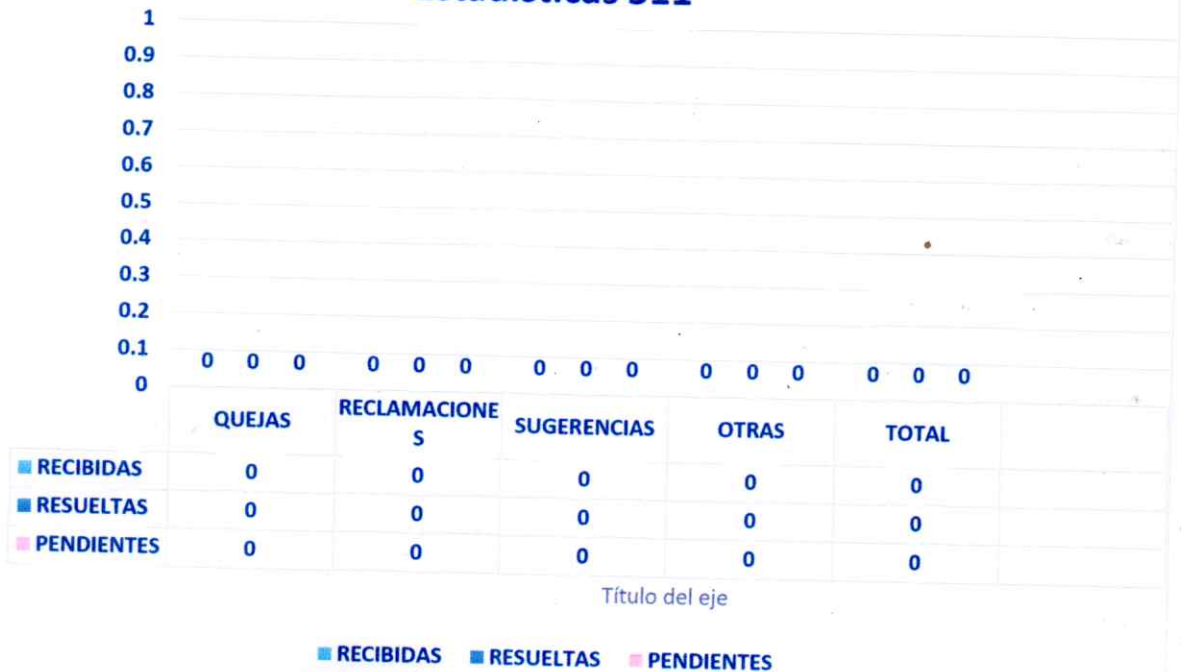 1
0.9
0.8
0.7
0.6
0.5
0.4
0.3
0.2
0.1
0
0 0 0 0 0 0 0 0 0 0 0 0 0 0 0
QUEJAS RECLAMACIONE SUGERENCIAS OTRAS TOTAL
S
RECIBIDAS 0 0 0 0 0
RESUELTAS 0 0 0 0 0
PENDIENTES 0 0 0 0 0
Título del eje
RECIBIDAS RESUELTAS PENDIENTES